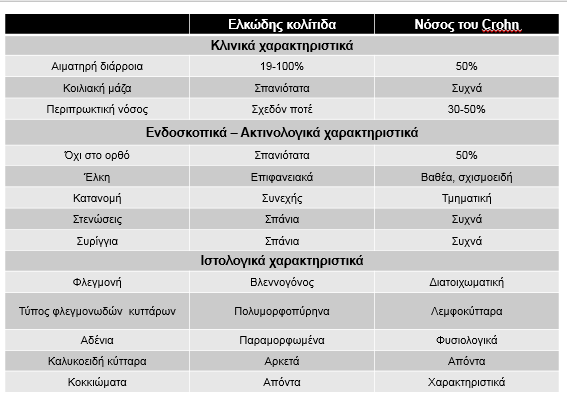 Ελκώδης κολίτιδα Νόσος του Crohn
Κλινικά χαρακτηριστικά
Αιματηρή διάρροια 19-100% 50%
Κοιλιακή μάζα Σπανιότατα Συχνά
Περιπρωκτική νόσος Σχεδόν ποτέ 30-50%
Ενδοσκοπικά – Ακτινολογικά χαρακτηριστικά
Όχι στο ορθό Σπανιότατα 50%
Έλκη Επιφανειακά Βαθέα, σχισμοειδή
Κατανομή Συνεχής Τμηματική
Στενώσεις Σπάνια Συχνά
Συρίγγια Σπάνια Συχνά
Ιστολογικά χαρακτηριστικά
Φλεγμονή Βλεννογόνος Διατοιχωματική
Τύπος φλεγμονωδών κυττάρων Πολυμορφοπύρηνα Λεμφοκύτταρα
Αδένια Παραμορφωμένα Φυσιολογικά
Καλυκοειδή κύτταρα Αρκετά Απόντα
Κοκκιώματα Απόντα Χαρακτηριστικά